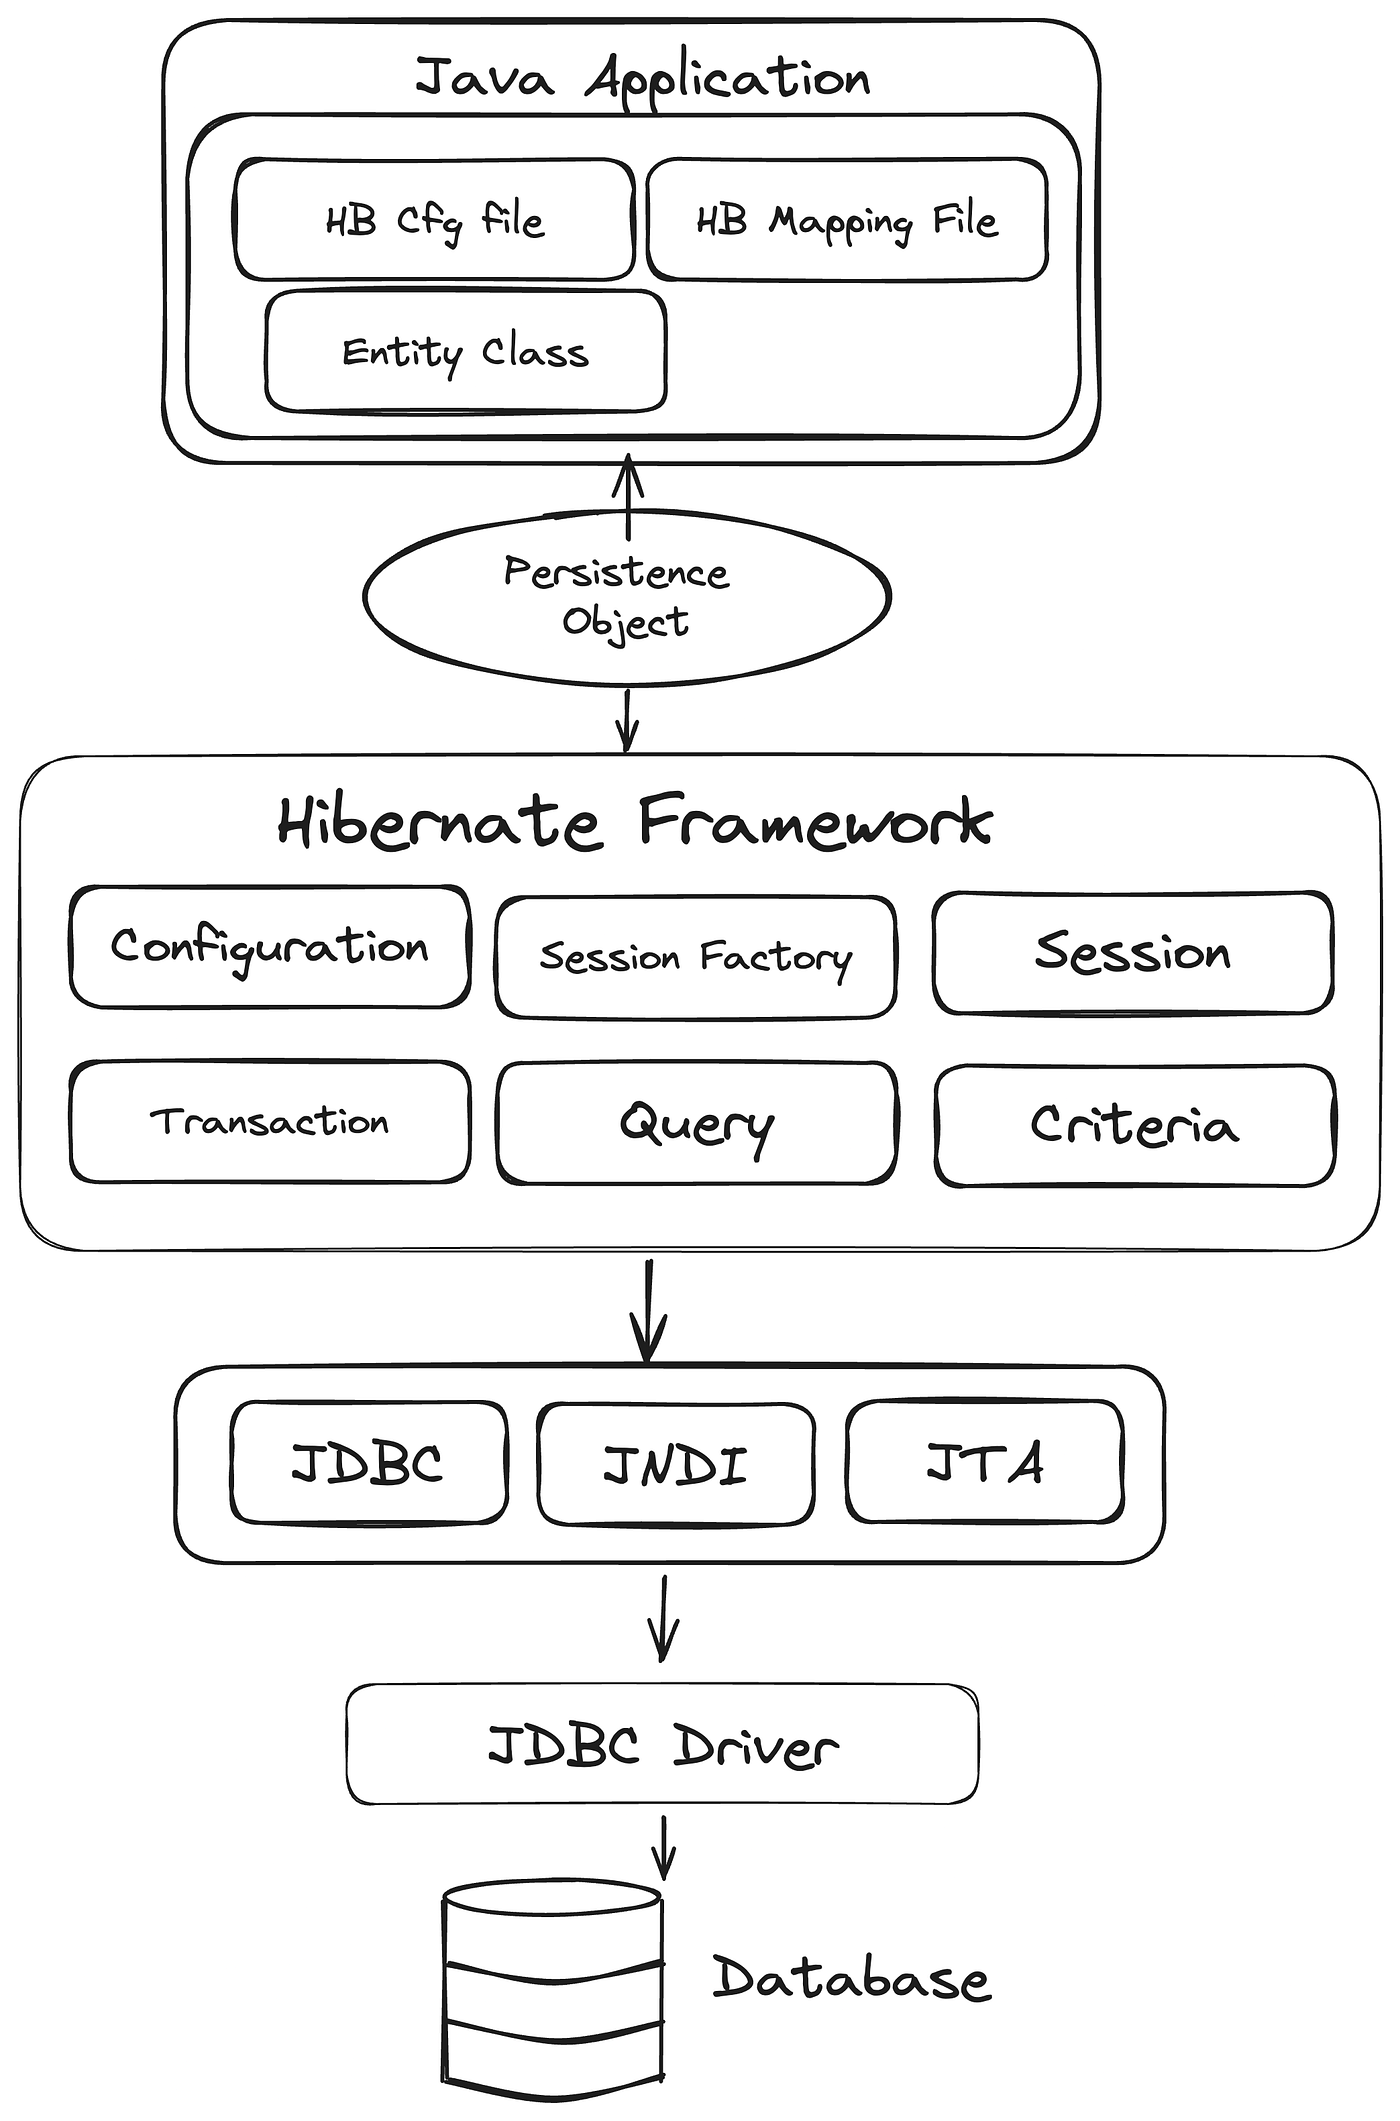 Java Application
HB Cfg file
HB Mapping File
Entity Class
Persistence
Object
Hibernate Framework
Configuration
Session Factory
Session
Transaction
Query
Criteria
JDBC
JNDI
JTA
JDBC Driver
Database